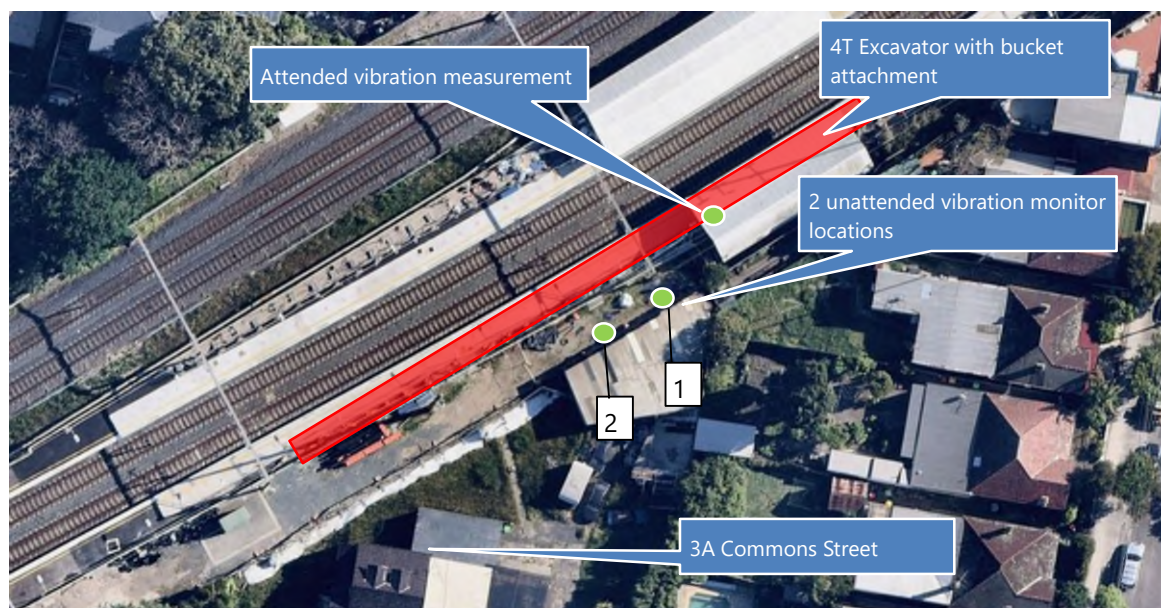 4T Excavator with bucket
attachment
Attended vibration measurement
2 unattended vibration monitor
locations
1
2
3A Commons Street